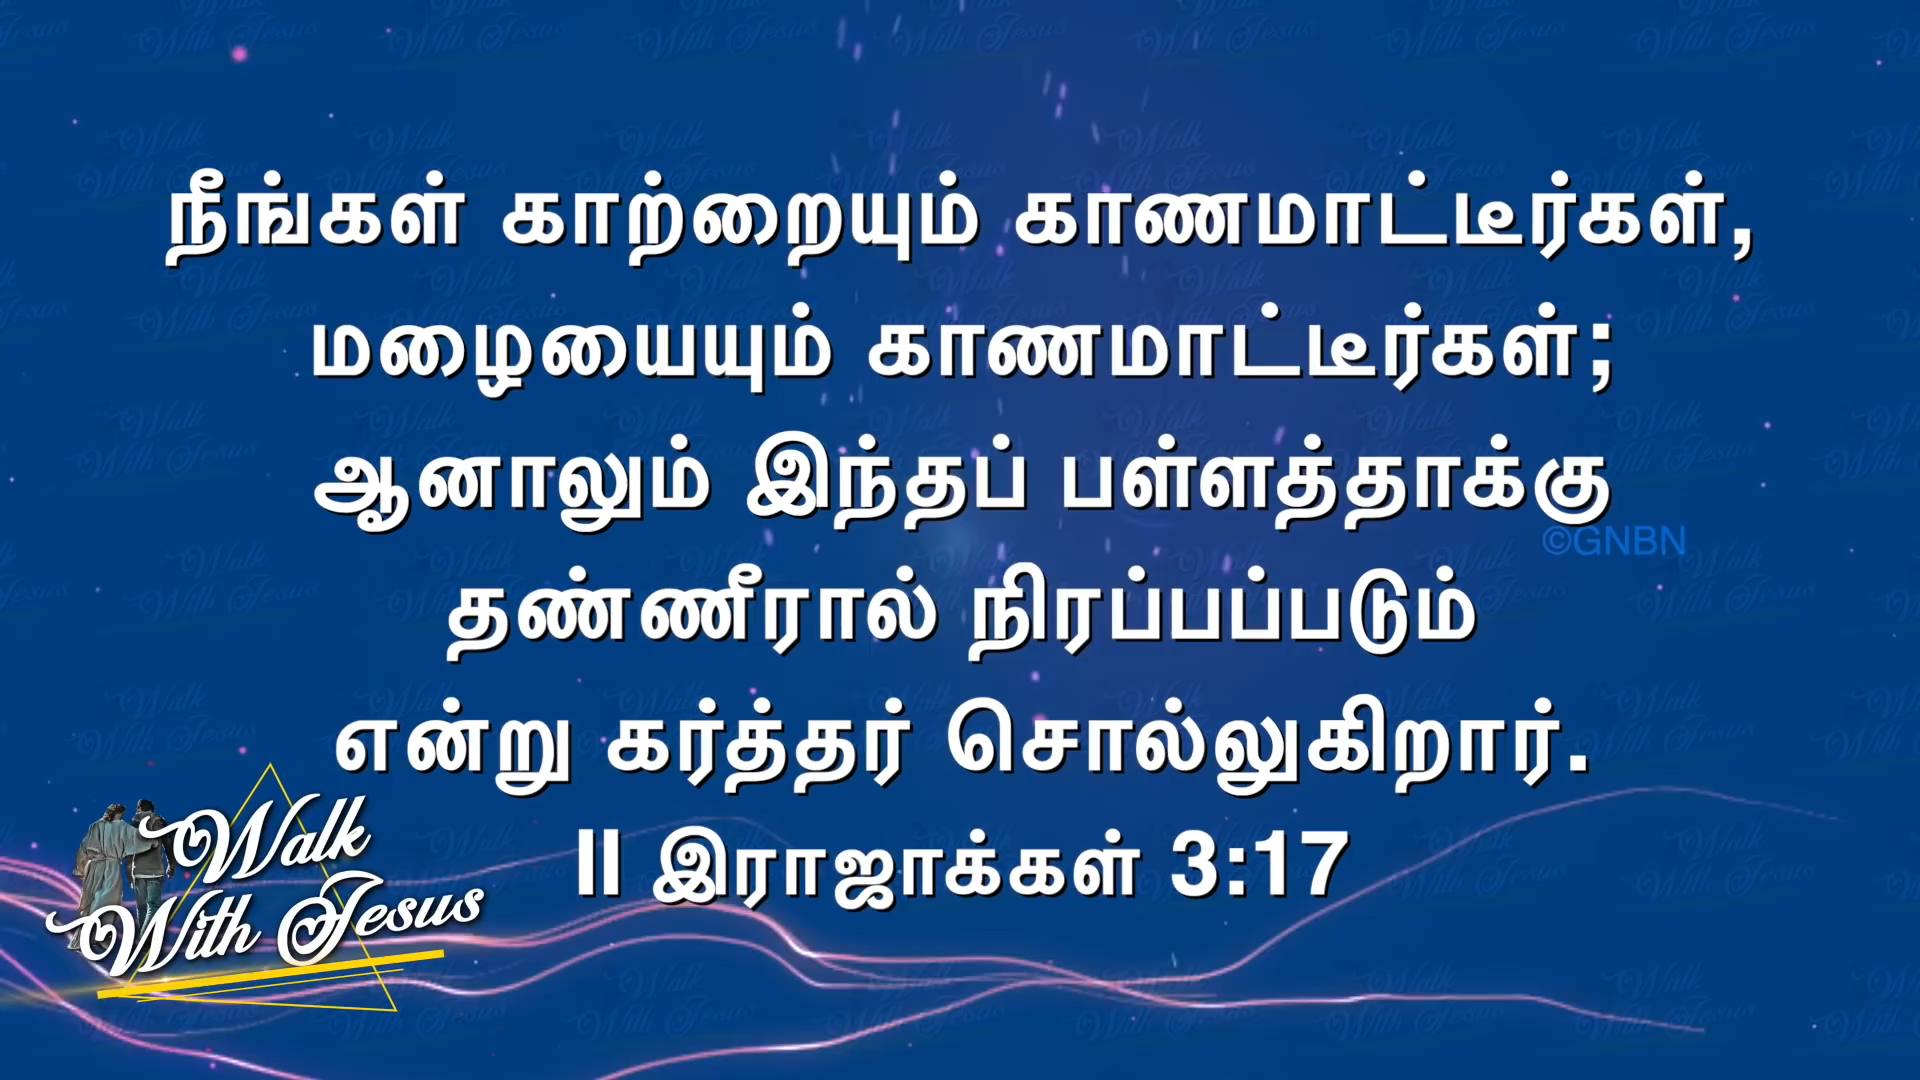 நீங்கள் காற்றையும் காணமாட்டீர்கள்,
மழையையும் காணமாட்டீர்கள்;
ஆனாலும் இந்தப் பள்ளத்தாக்கு
©GNBN
தண்ணீரால் நிரப்பப்படும்
என்று கர்த்தர் சொல்லுகிறார்.
II இராஜாக்கள் 3:17
Walk
With Jesus